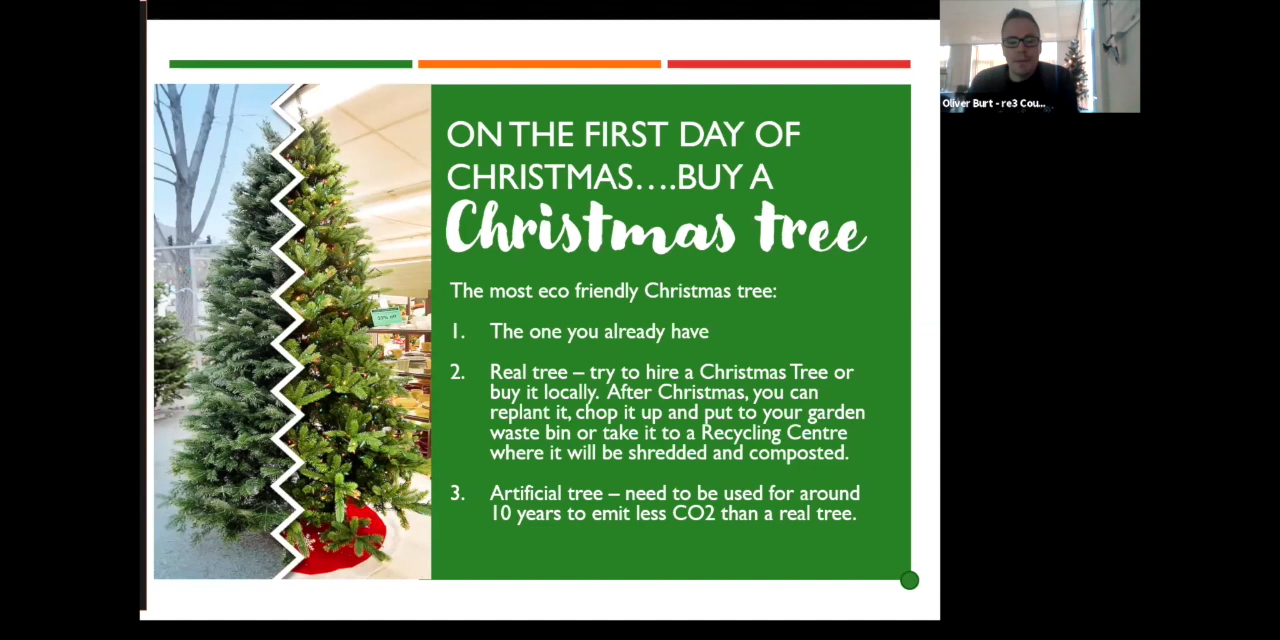 ON THE FIRST DAY OF
CHRISTMAS....BUY A
Christmas tree
The most eco friendly Christmas tree:
1. The one you already have
2. Real tree – try to hire a Christmas Tree or
buy it locally. After Christmas, you can
replant it, chop it up and put to your garden
waste bin or take it to a Recycling Centre
where it will be shredded and composted.
3. Artificial tree – need to be used for around
10 years to emit less CO2 than a real tree.
Oliver Burt - re3 Cou...